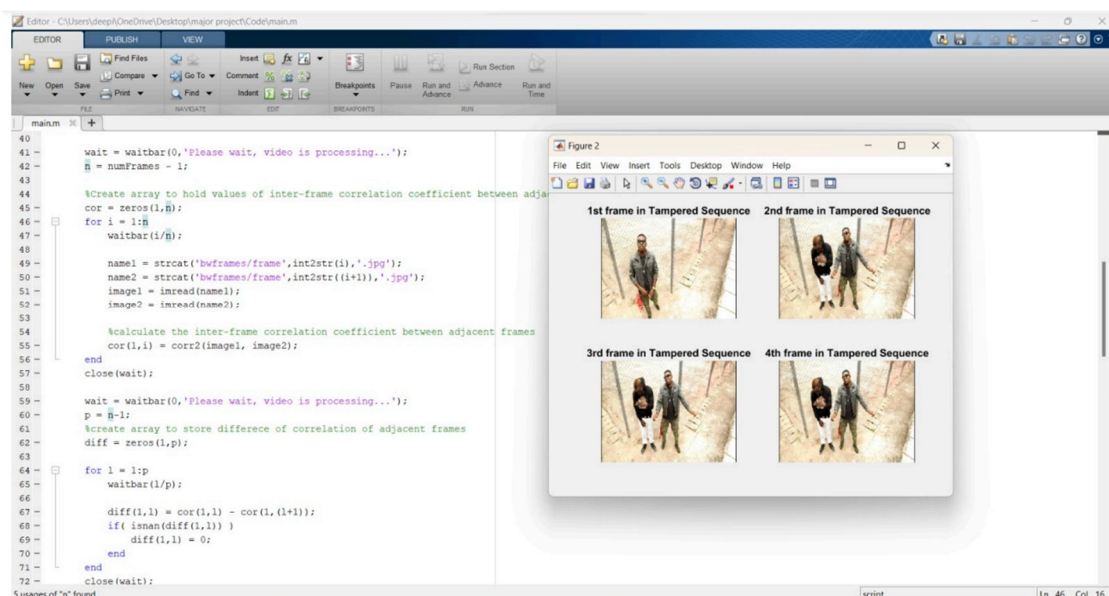 Editor - C:\Users\deepl\OneDrive\Desktop\major project\Code\main.m
EDITOR PUBLISH VIEW
New Open Save
Find Files
Compare
Print
FILE
Go To
Find
NAVIGATE
Insert fx
Comment
Indent
EDIT
Breakpoints
BREAKPOINTS
Pause
Run and Advance
Run Section
Advance
Run and Time
RUN
main.m
40
41 wait = waitbar(0,'Please wait, video is processing...');
42 n = numFrames - 1;
43
44 %Create array to hold values of inter-frame correlation coefficient between adja
45 cor = zeros(1,n);
46 for i = 1:n
47 waitbar(i/n);
48
49 name1 = strcat('bwframes/frame',int2str(i),'.jpg');
50 name2 = strcat('bwframes/frame',int2str((i+1)),'.jpg');
51 image1 = imread(name1);
52 image2 = imread(name2);
53
54 %calculate the inter-frame correlation coefficient between adjacent frames
55 cor(1,i) = corr2(image1, image2);
56 end
57 close(wait);
58
59 wait = waitbar(0,'Please wait, video is processing...');
60 p = n-1;
61 %create array to store differece of correlation of adjacent frames
62 diff = zeros(1,p);
63
64 for l = 1:p
65 waitbar(l/p);
66
67 diff(1,l) = cor(1,l) - cor(1,(l+1));
68 if( isnan(diff(1,l)) )
69 diff(1,l) = 0;
70 end
71 end
72 close(wait);
5 usages of "n" found
script
Ln 46 Col 16
Figure 2
File Edit View Insert Tools Desktop Window Help
1st frame in Tampered Sequence 2nd frame in Tampered Sequence
3rd frame in Tampered Sequence 4th frame in Tampered Sequence